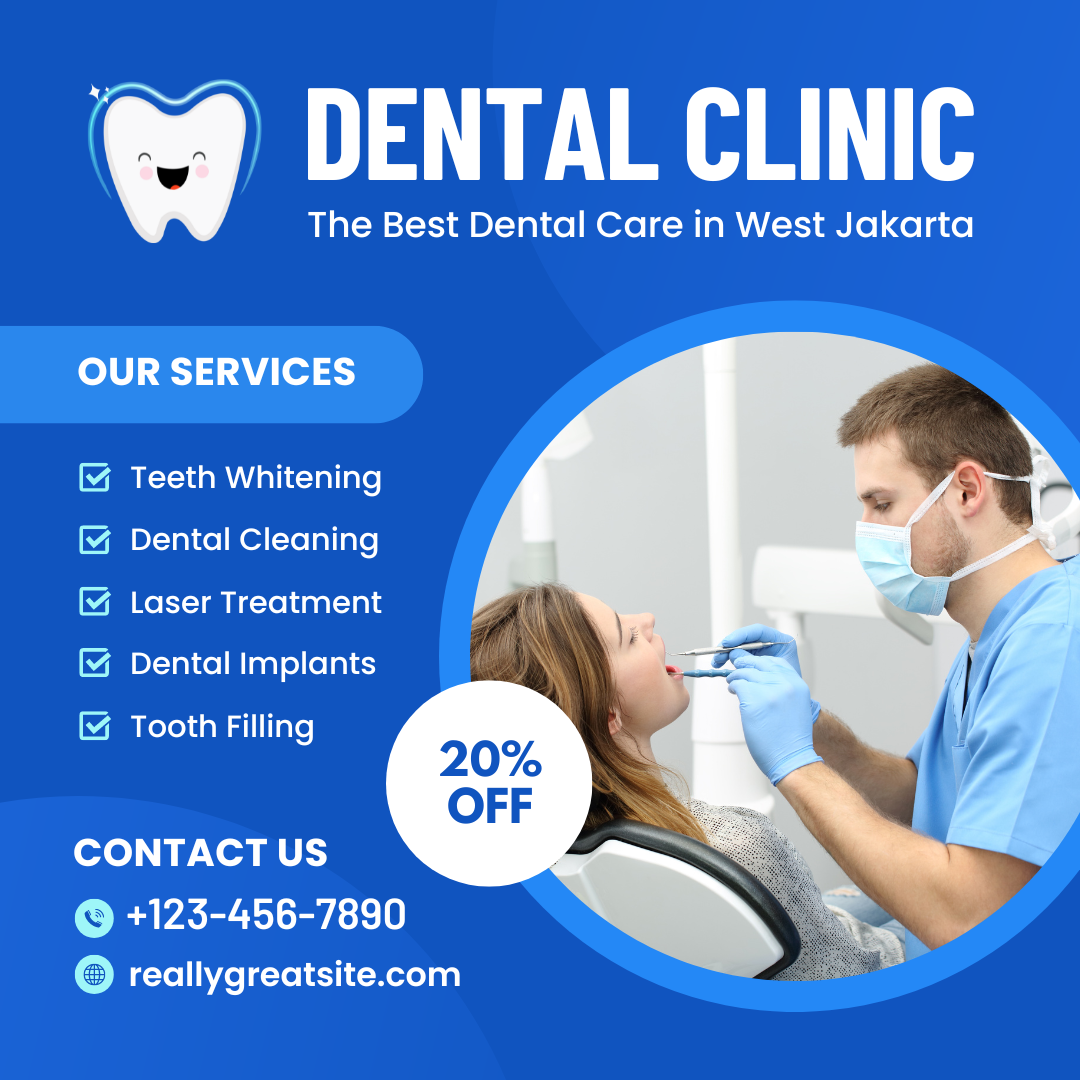 DENTAL CLINIC
The Best Dental Care in West Jakarta
OUR SERVICES
Teeth Whitening
Dental Cleaning
Laser Treatment
Dental Implants
Tooth Filling
20%
OFF
CONTACT US
+123-456-7890
reallygreatsite.com